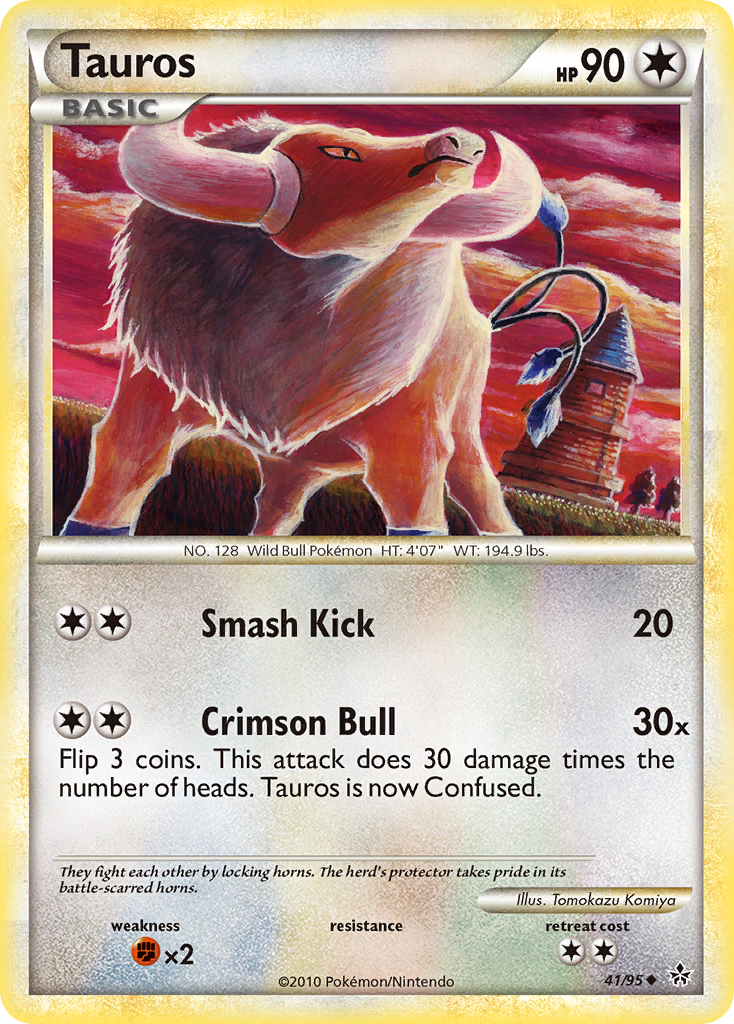 Tauros
HP 90
BASIC
NO. 128 Wild Bull Pokémon HT: 4'07" WT: 194.9 lbs.
Smash Kick 20
Crimson Bull 30x
Flip 3 coins. This attack does 30 damage times the
number of heads. Tauros is now Confused.
They fight each other by locking horns. The herd's protector takes pride in its
battle-scarred horns.
Illus. Tomokazu Komiya
weakness resistance retreat cost
×2
©2010 Pokémon/Nintendo
41/95